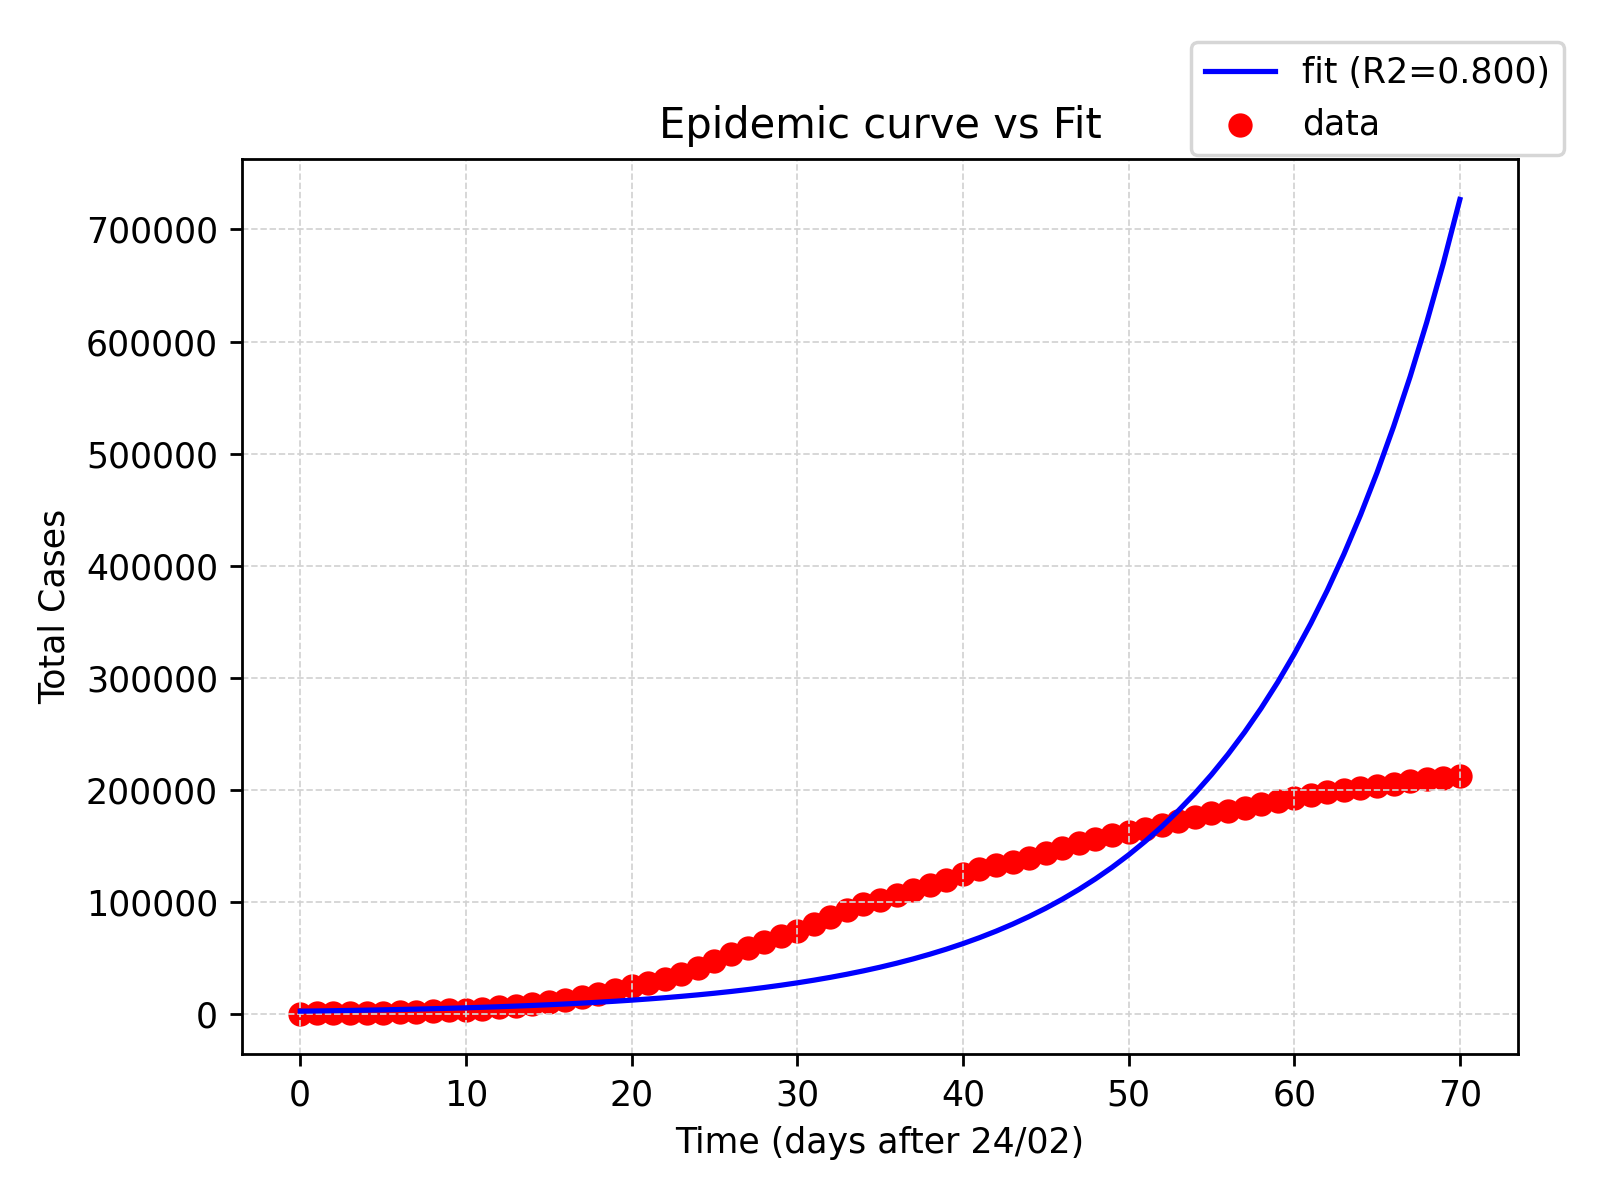 fit (R2=0.800)
data
Epidemic curve vs Fit
Total Cases
700000
600000
500000
400000
300000
200000
100000
0
0 10 20 30 40 50 60 70
Time (days after 24/02)